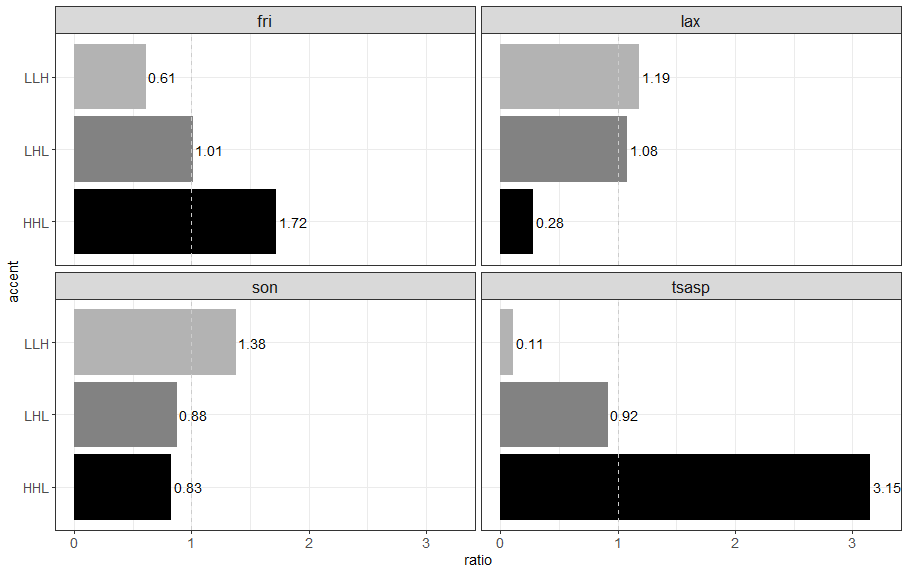 fri
lax
LLH
0.61
1.19
LHL
1.01
1.08
HHL
1.72
0.28
accent
son
tsasp
LLH
1.38
0.11
LHL
0.88
0.92
HHL
0.83
3.15
0 1 2 3
0 1 2 3
ratio